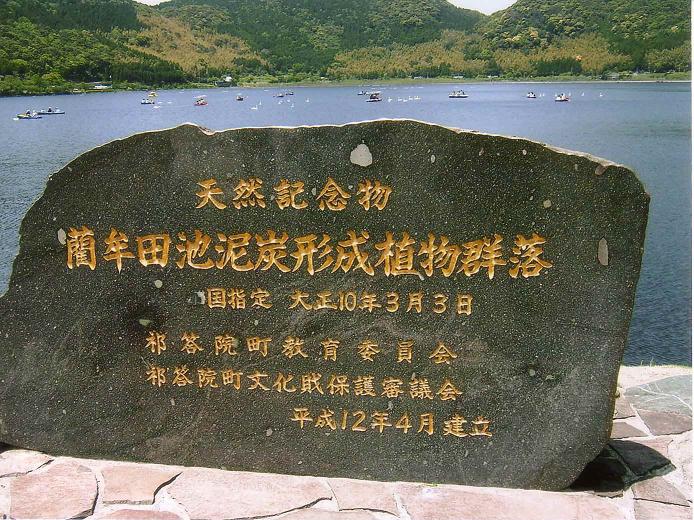 天然記念物
藺牟田池泥炭形成植物群落
国指定 大正10年3月3日
祁答院町教育委員会
祁答院町文化財保護審議会
平成12年4月建立